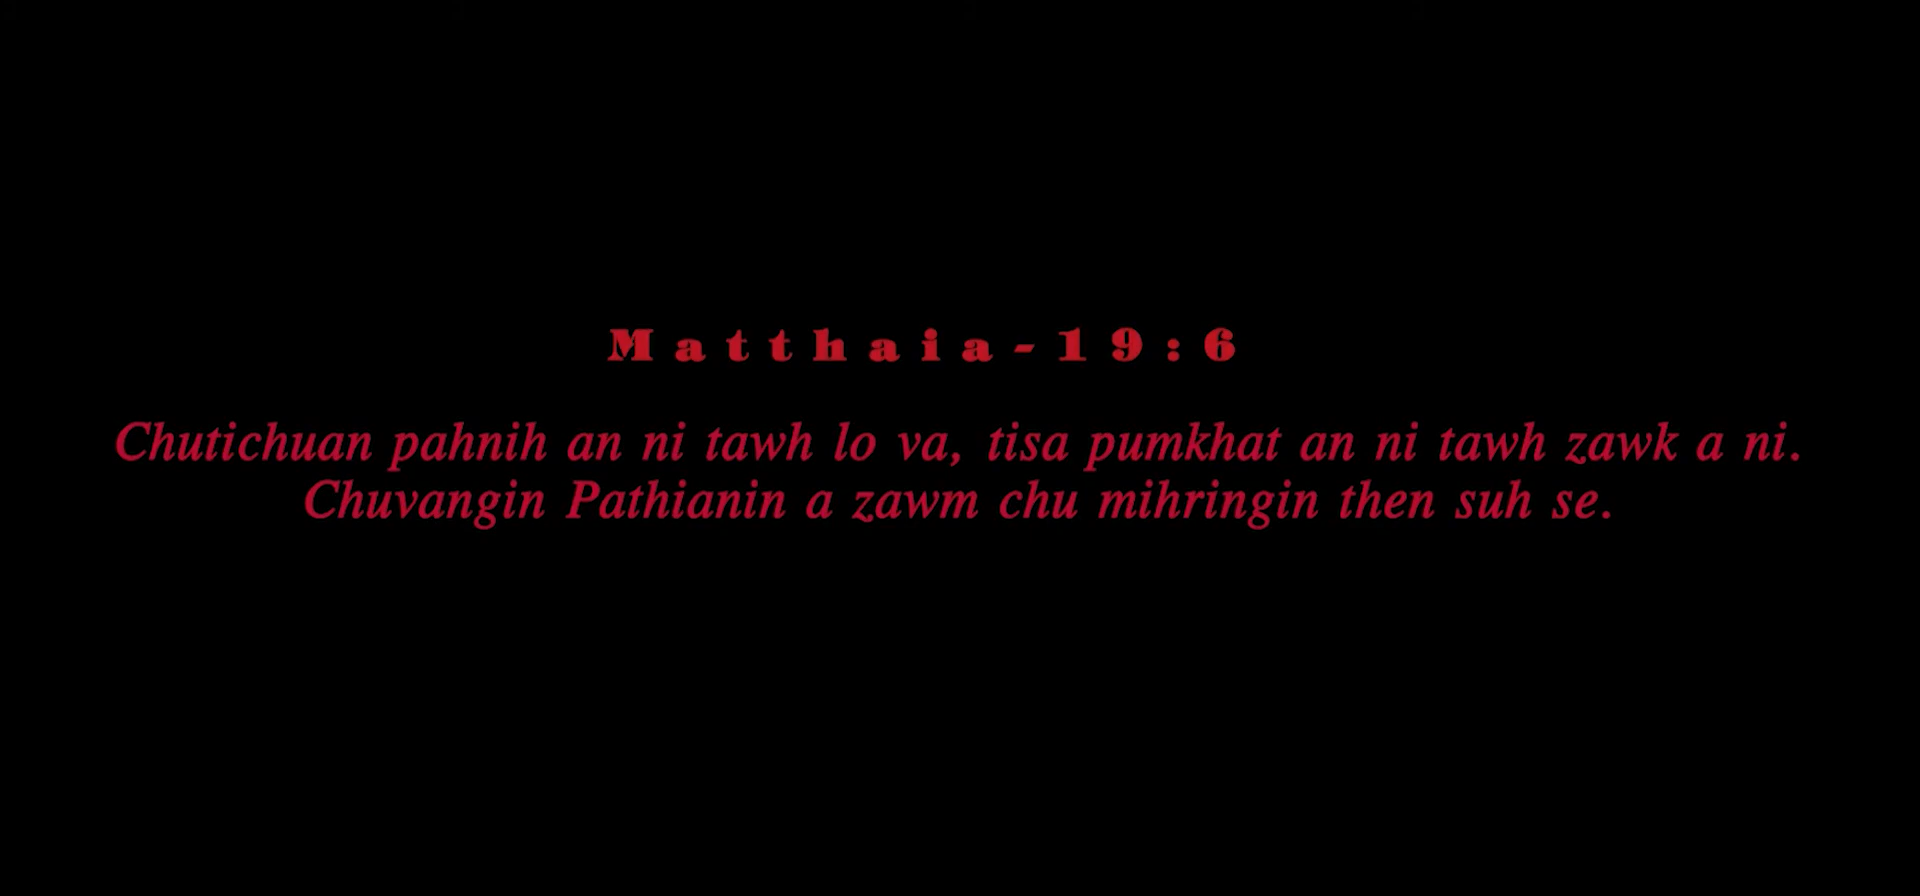 Matthaia-19:6
Chutichuan pahnih an ni tawh lo va, tisa pumkhat an ni tawh zawk a ni.
Chuvangin Pathianin a zawm chu mihringin then suh se.